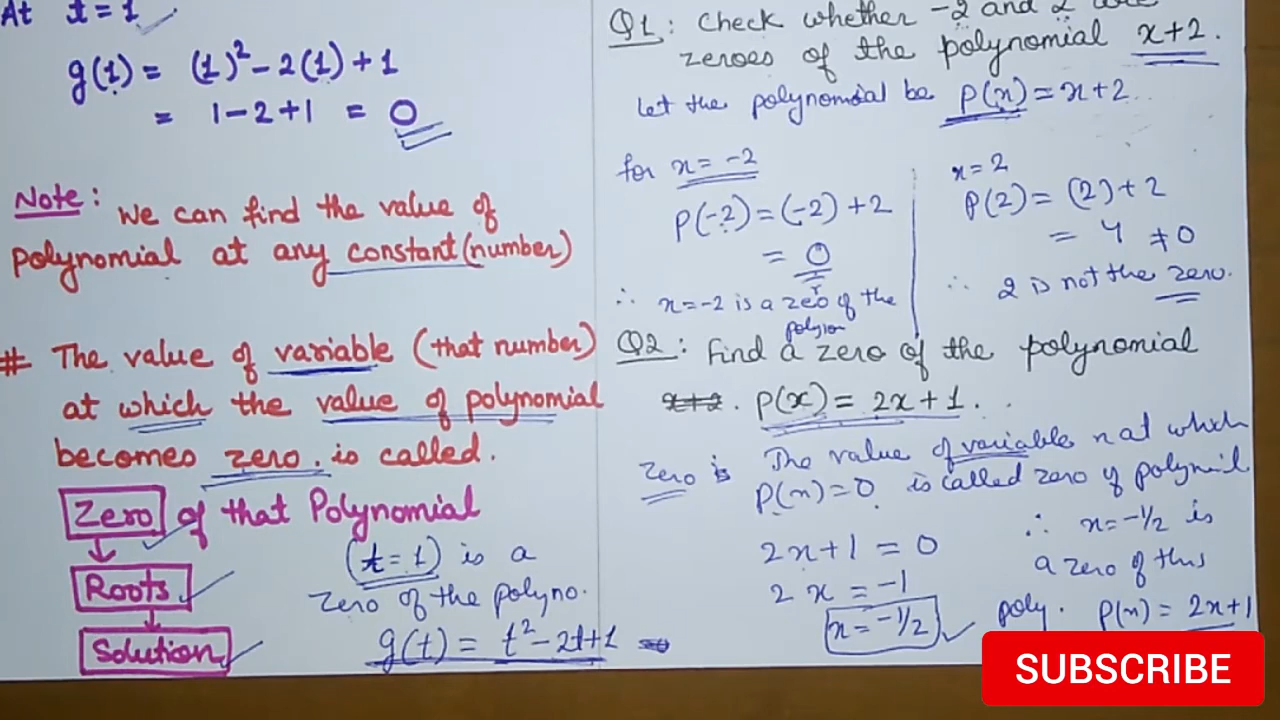 At t = 1
g(1) = (1)² - 2(1) + 1
= 1 - 2 + 1 = 0
Note: We can find the value of
polynomial at any constant (number)
# The value of variable (that number)
at which the value of polynomial
becomes zero. is called.
Zero of that Polynomial
Roots
Solution
(t = 1) is a
zero of the polyno.
g(t) = t² - 2t + 1
Q1: Check whether -2 and 2 are
zeroes of the polynomial x+2.
let the polynomial be P(x) = x + 2
for x = -2
P(-2) = (-2) + 2
= 0
∴ x = -2 is a zero of the
polynom
x = 2
P(2) = (2) + 2
= 4 ≠ 0
∴ 2 is not the zero.
Q2: Find a zero of the polynomial
x+2. P(x) = 2x + 1.
Zero is The value of variable x at which
P(x) = 0 is called zero of polynomial
2x + 1 = 0
2x = -1
x = -1/2
∴ x = -1/2 is
a zero of this
poly. P(x) = 2x+1
SUBSCRIBE